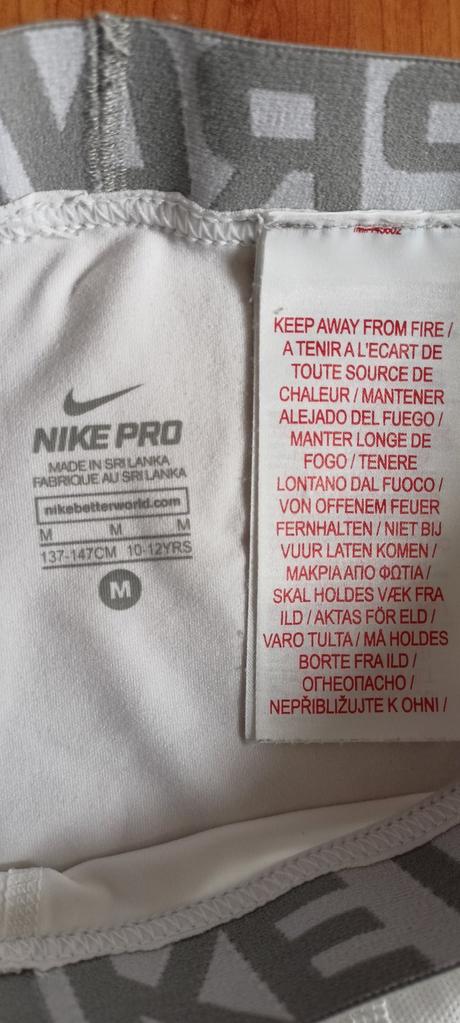 NIKE PRO
MADE IN SRI LANKA
FABRIQUE AU SRI LANKA
nikebetterworld.com
M M M
137-147CM 10-12YRS
M
KEEP AWAY FROM FIRE /
A TENIR A L'ECART DE
TOUTE SOURCE DE
CHALEUR / MANTENER
ALEJADO DEL FUEGO /
MANTER LONGE DE
FOGO / TENERE
LONTANO DAL FUOCO /
VON OFFENEM FEUER
FERNHALTEN / NIET BIJ
VUUR LATEN KOMEN /
ΜΑΚΡΙΑ ΑΠΟ ΦΩΤΙΑ /
SKAL HOLDES VÆK FRA
ILD / AKTAS FÖR ELD /
VARO TULTA / MÅ HOLDES
BORTE FRA ILD /
ОГНЕОПАСНО /
NEPŘIBLIŽUJTE K OHNI /